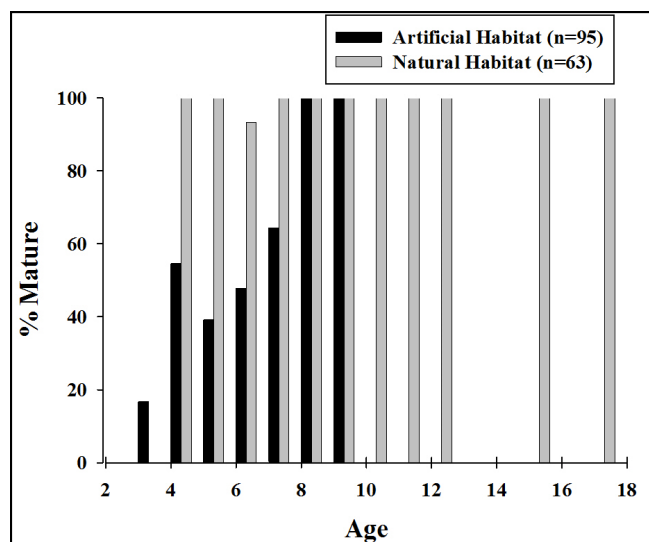 Artificial Habitat (n=95)
Natural Habitat (n=63)
100
80
60
40
20
0
% Mature
2 4 6 8 10 12 14 16 18
Age